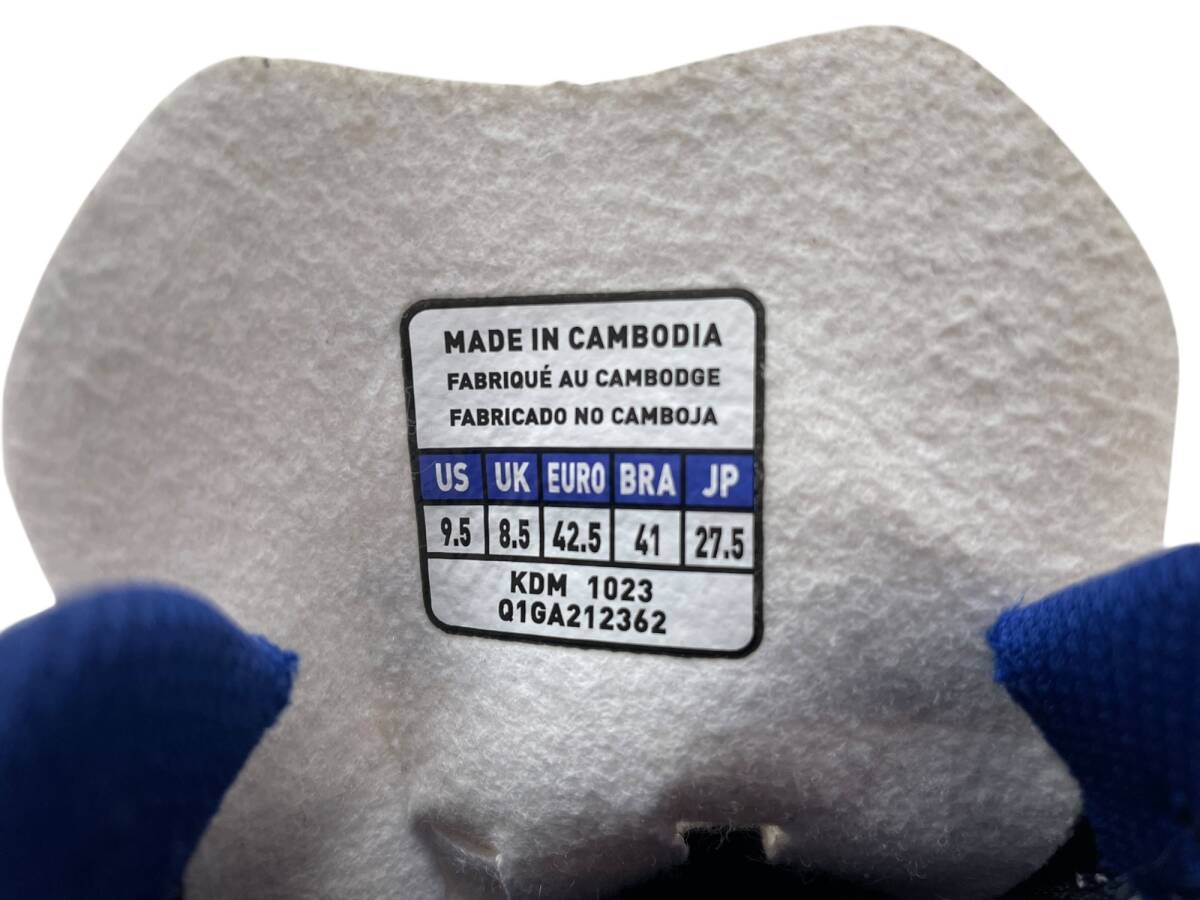 MADE IN CAMBODIA
FABRIQUÉ AU CAMBODGE
FABRICADO NO CAMBOJA
US UK EURO BRA JP
9.5 8.5 42.5 41 27.5
KDM 1023
Q1GA212362